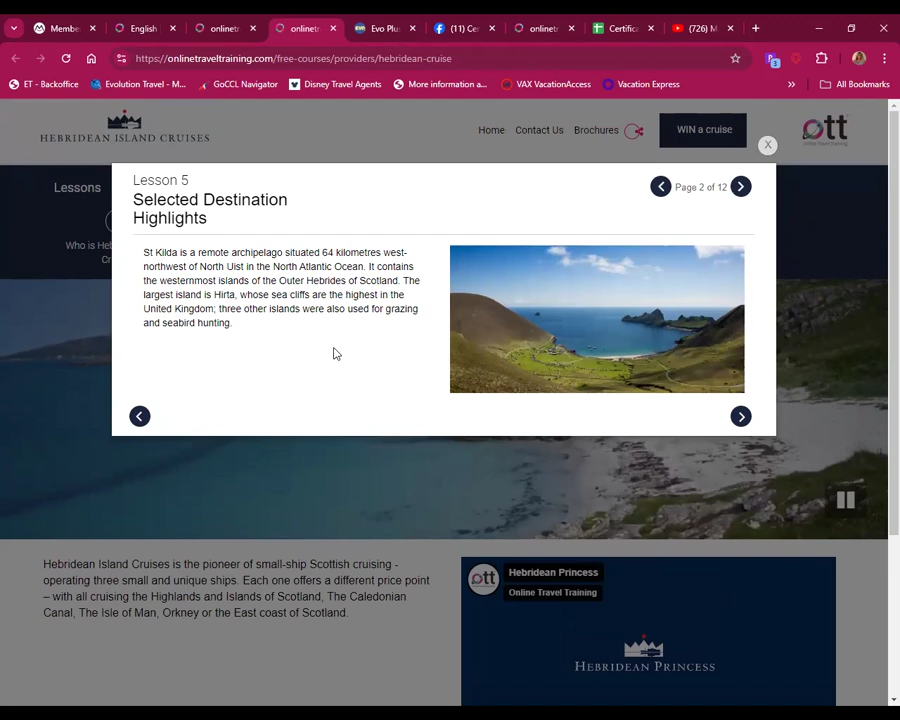 Membe
English
onlinetr
onlinetr
Evo Plus
(11) Cer
onlinetr
Certifica
(726) M
https://onlinetraveltraining.com/free-courses/providers/hebridean-cruise
3
ET - Backoffice
Evolution Travel - M...
GoCCL Navigator
Disney Travel Agents
More information a...
VAX VacationAccess
Vacation Express
»
All Bookmarks
HEBRIDEAN ISLAND CRUISES
Home
Contact Us
Brochures
WIN a cruise
ott
online Travel Training
X
Lessons
Who is Heb
Cr
Lesson 5
Selected Destination
Highlights
Page 2 of 12
St Kilda is a remote archipelago situated 64 kilometres west-
northwest of North Uist in the North Atlantic Ocean. It contains
the westernmost islands of the Outer Hebrides of Scotland. The
largest island is Hirta, whose sea cliffs are the highest in the
United Kingdom; three other islands were also used for grazing
and seabird hunting.
Hebridean Island Cruises is the pioneer of small-ship Scottish cruising -
operating three small and unique ships. Each one offers a different price point
– with all cruising the Highlands and Islands of Scotland, The Caledonian
Canal, The Isle of Man, Orkney or the East coast of Scotland.
ott
Hebridean Princess
Online Travel Training
HEBRIDEAN PRINCESS